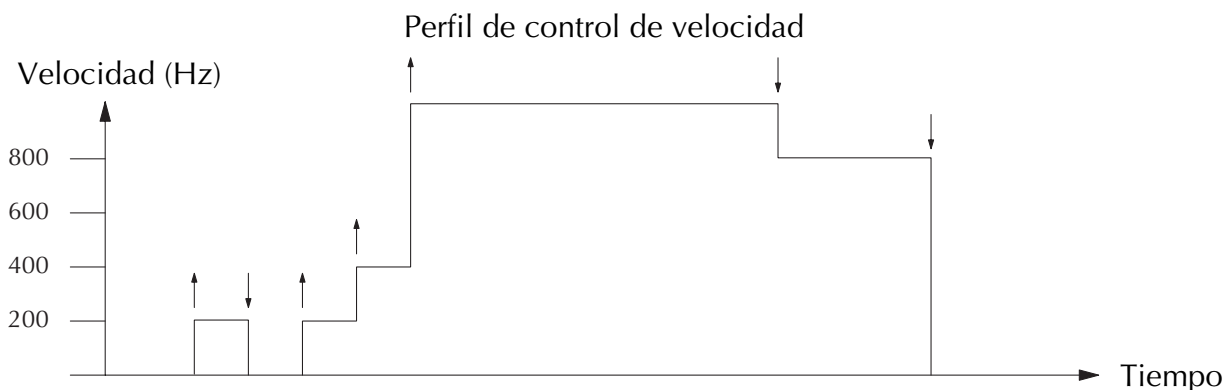 Perfil de control de velocidad
Velocidad (Hz)
800
600
400
200
Tiempo